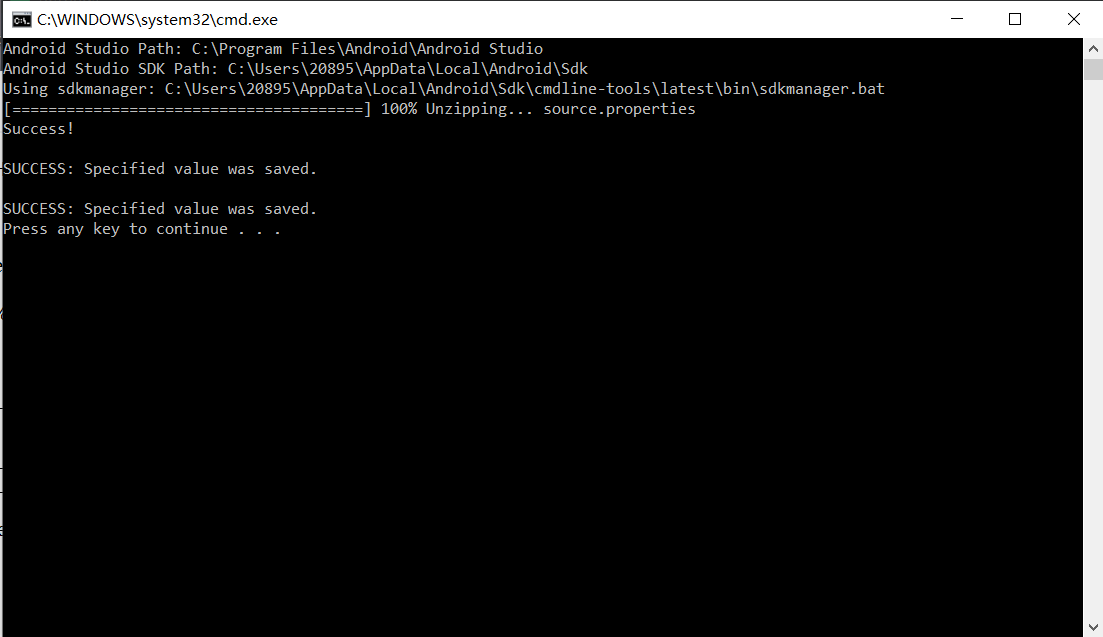 C:\WINDOWS\system32\cmd.exe
Android Studio Path: C:\Program Files\Android\Android Studio
Android Studio SDK Path: C:\Users\20895\AppData\Local\Android\Sdk
Using sdkmanager: C:\Users\20895\AppData\Local\Android\Sdk\cmdline-tools\latest\bin\sdkmanager.bat
[=======================================] 100% Unzipping... source.properties
Success!
SUCCESS: Specified value was saved.
SUCCESS: Specified value was saved.
Press any key to continue . . .